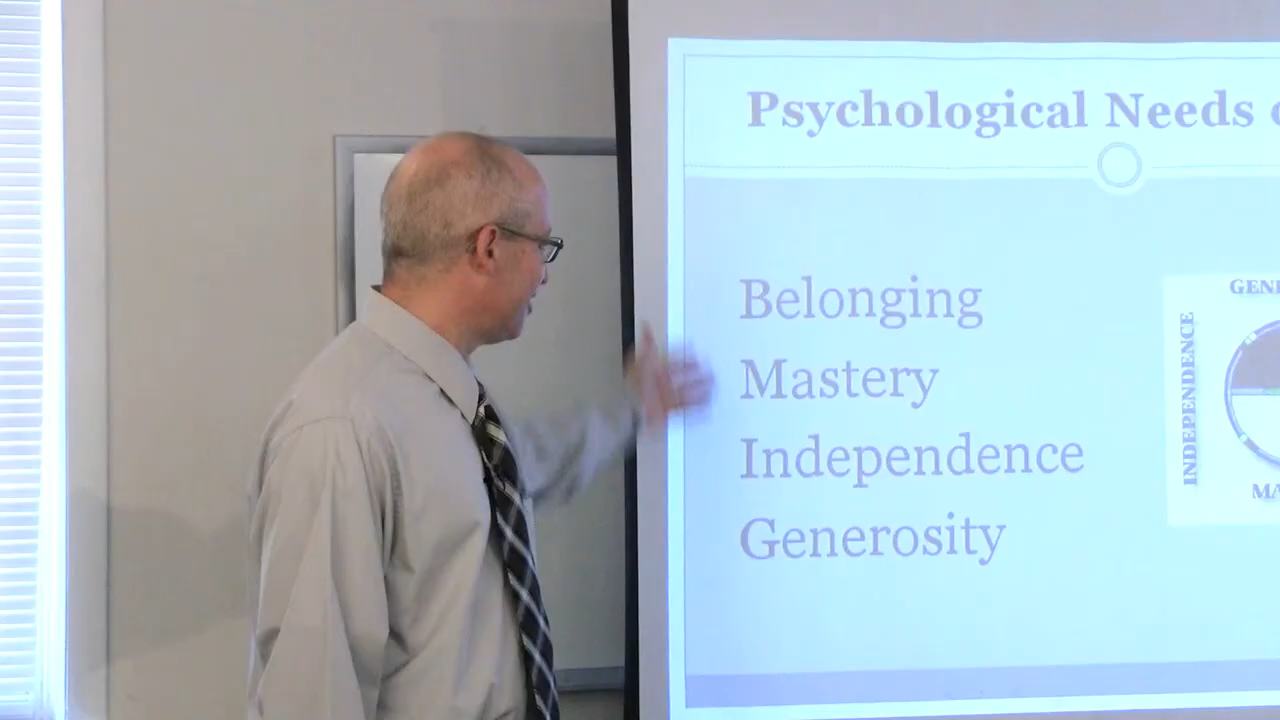 Psychological Needs
Belonging
Mastery
Independence
Generosity
INDEPENDENCE